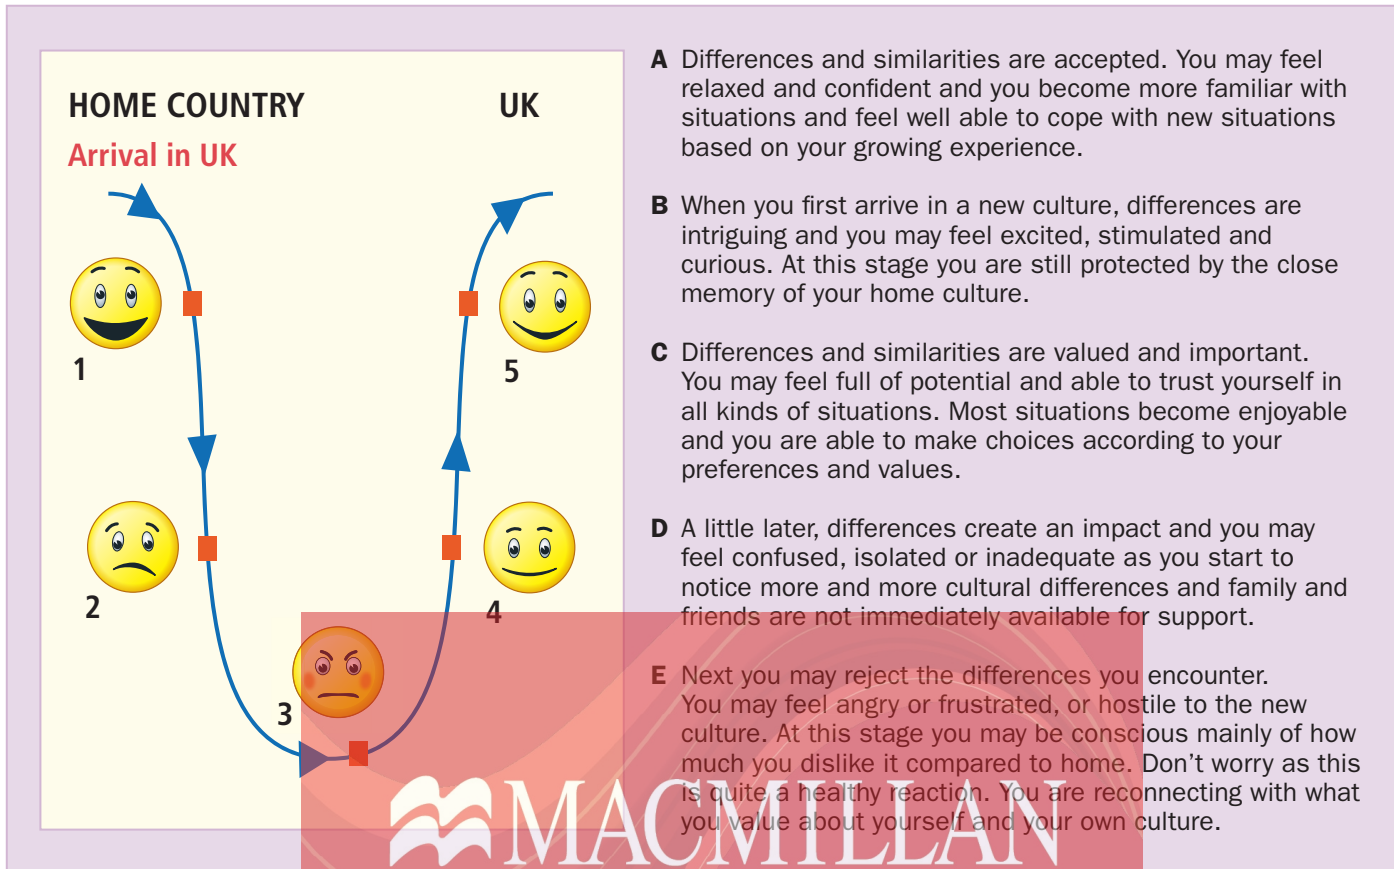 HOME COUNTRY
UK
Arrival in UK
1
5
2
4
3
A Differences and similarities are accepted. You may feel
relaxed and confident and you become more familiar with
situations and feel well able to cope with new situations
based on your growing experience.
B When you first arrive in a new culture, differences are
intriguing and you may feel excited, stimulated and
curious. At this stage you are still protected by the close
memory of your home culture.
C Differences and similarities are valued and important.
You may feel full of potential and able to trust yourself in
all kinds of situations. Most situations become enjoyable
and you are able to make choices according to your
preferences and values.
D A little later, differences create an impact and you may
feel confused, isolated or inadequate as you start to
notice more and more cultural differences and family and
friends are not immediately available for support.
E Next you may reject the differences you encounter.
You may feel angry or frustrated, or hostile to the new
culture. At this stage you may be conscious mainly of how
much you dislike it compared to home. Don’t worry as this
is quite a healthy reaction. You are reconnecting with what
you value about yourself and your own culture.
MACMILLAN